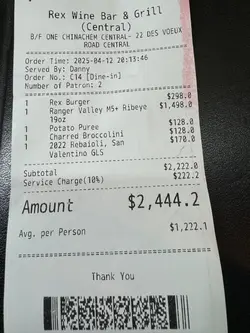 Rex Wine Bar & Grill
(Central)
B/F ONE CHINACHEM CENTRAL- 22 DES VOEUX
ROAD CENTRAL
Order Time: 2025-04-12 20:13:46
Served By: Danny
Order No.: C14 [Dine-in]
Number of Patron: 2
1 Rex Burger $298.0
1 Ranger Valley M5+ Ribeye $1,498.0
19oz
1 Potato Puree $128.0
1 Charred Broccolini $128.0
1 2022 Rebaioli, San $170.0
Valentino GLS
Subtotal $2,222.0
Service Charge(10%) $222.2
Amount $2,444.2
Avg. per Person $1,222.1
Thank You